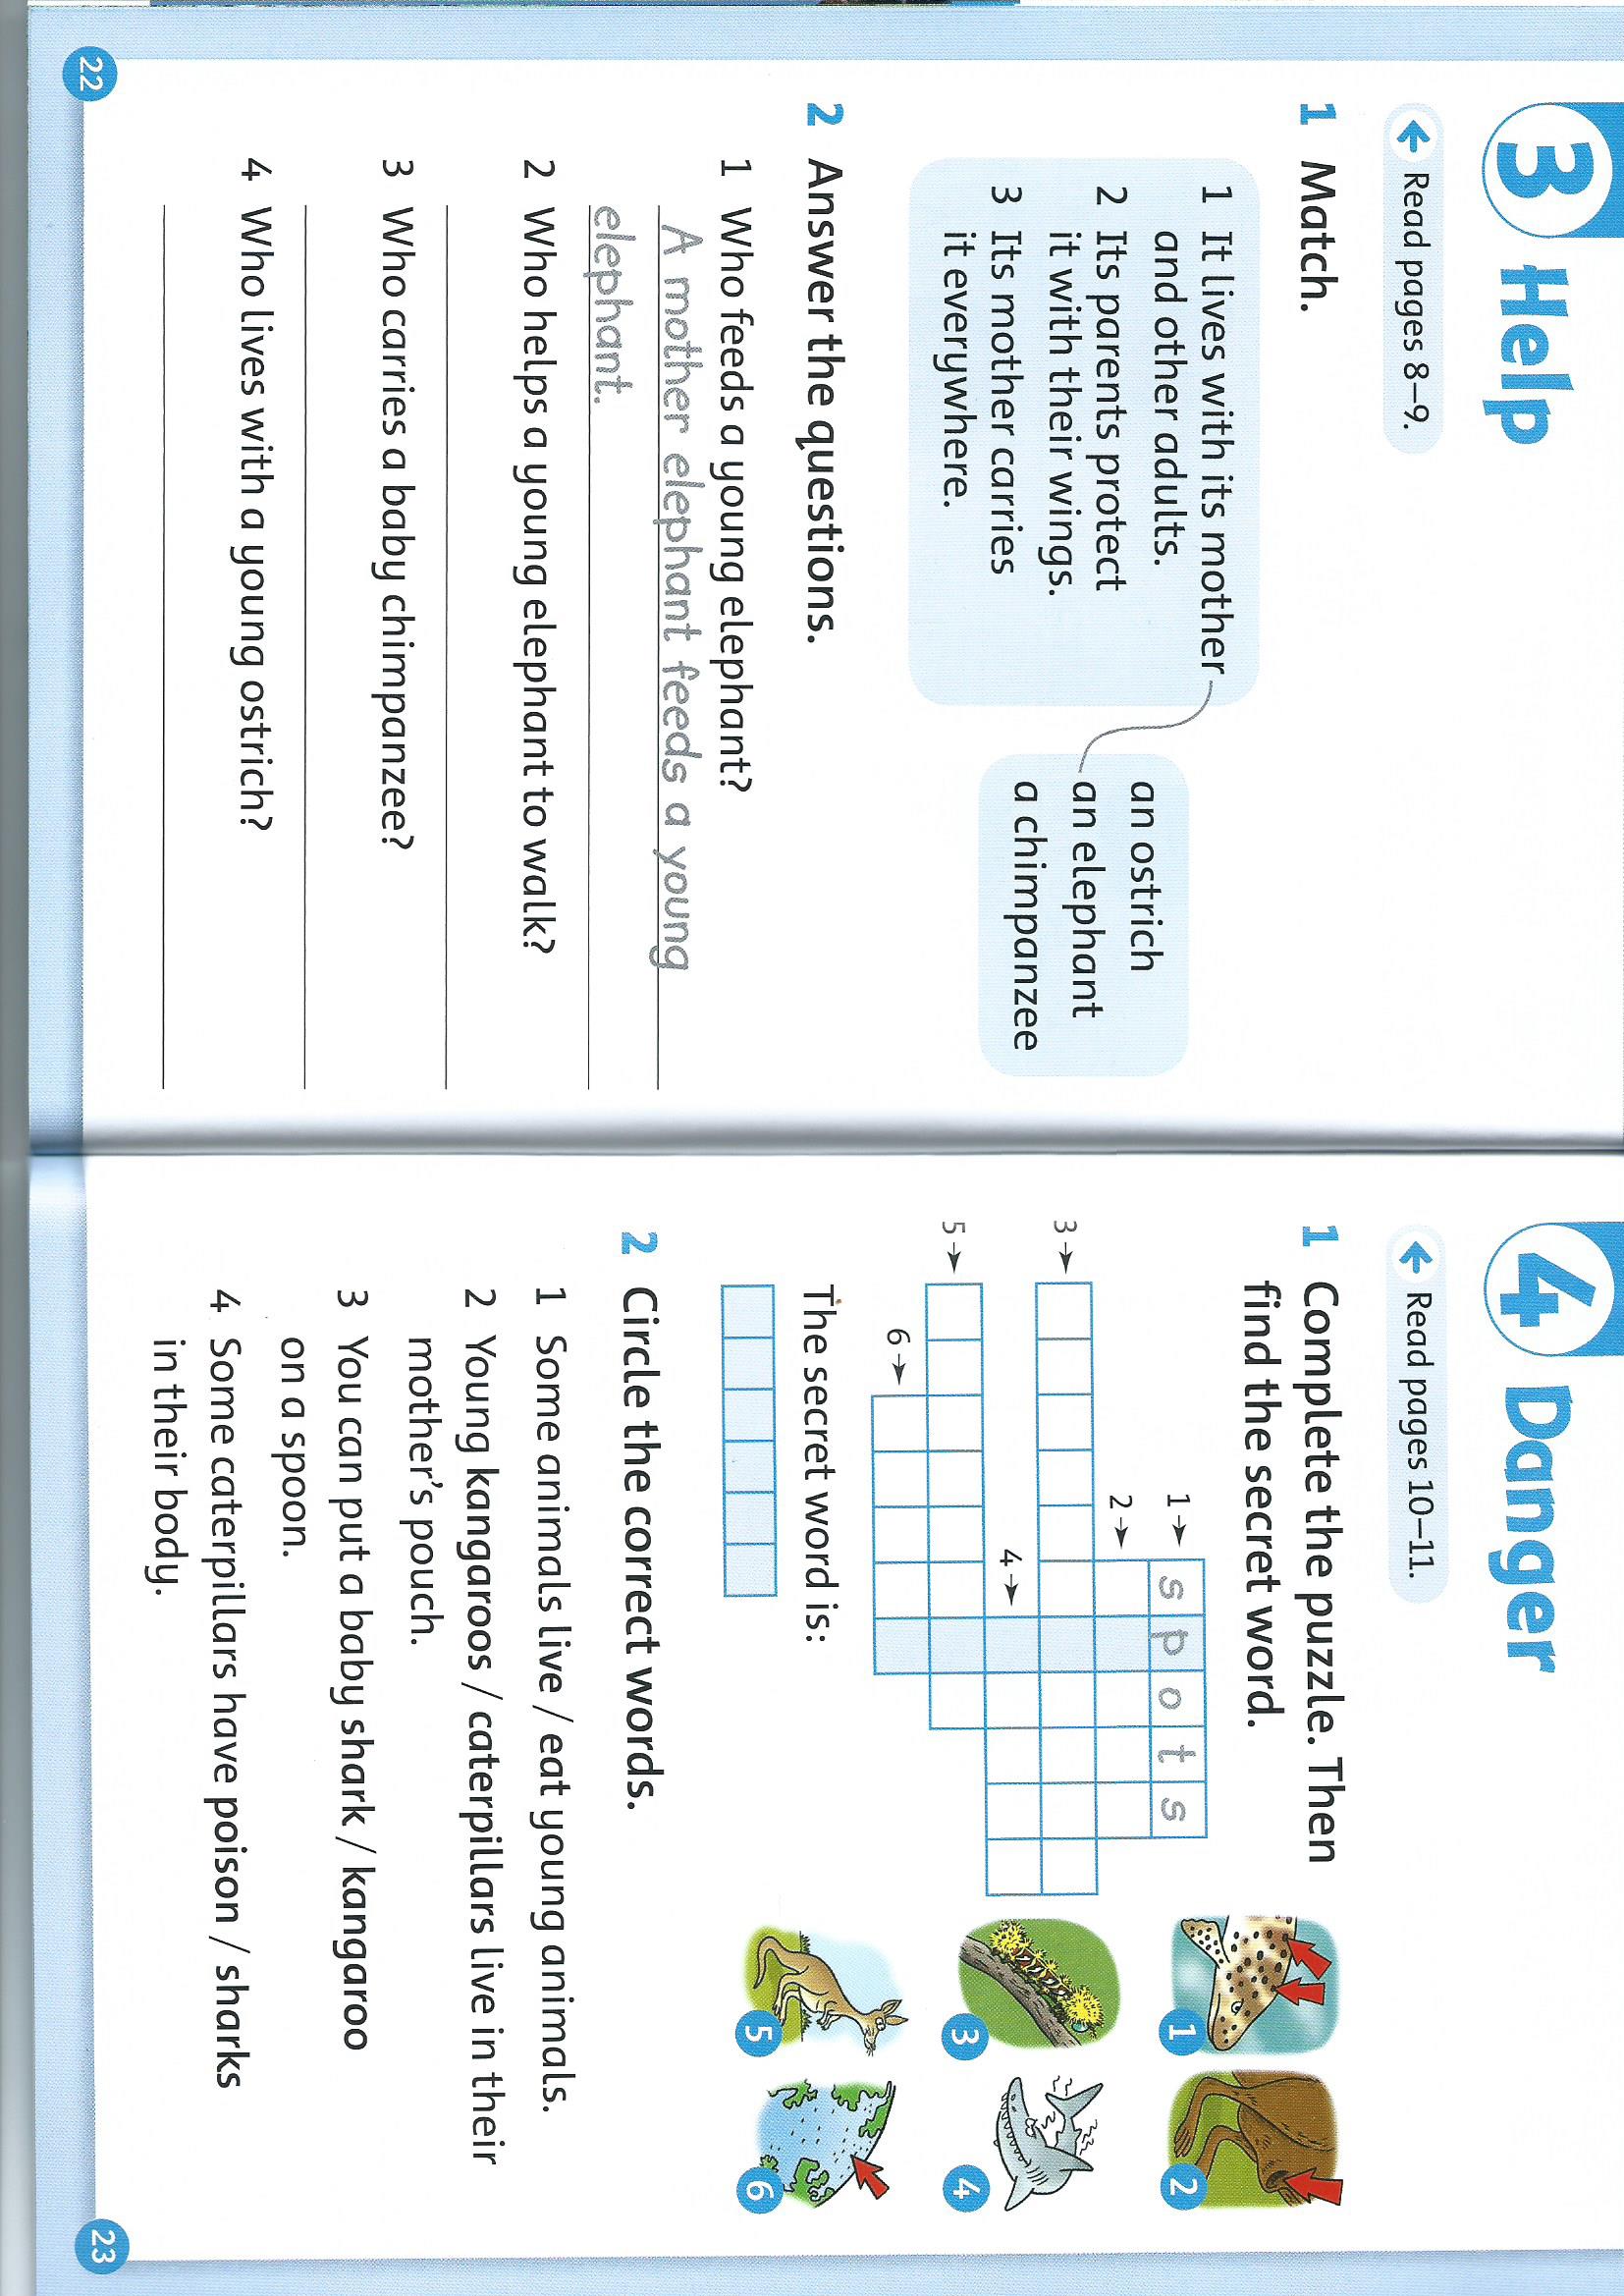 3 Help
← Read pages 8–9.
1 Match.
1 It lives with its mother
and other adults.
2 Its parents protect
it with their wings.
3 Its mother carries
it everywhere.
an ostrich
an elephant
a chimpanzee
2 Answer the questions.
1 Who feeds a young elephant?
A mother elephant feeds a young
elephant.
2 Who helps a young elephant to walk?
3 Who carries a baby chimpanzee?
4 Who lives with a young ostrich?
22
4 Danger
← Read pages 10–11.
1 Complete the puzzle. Then
find the secret word.
1→ s p o t s
2→
3→
4→
5→
6→
1
2
3
4
5
6
The secret word is:
2 Circle the correct words.
1 Some animals live / eat young animals.
2 Young kangaroos / caterpillars live in their
mother's pouch.
3 You can put a baby shark / kangaroo
on a spoon.
4 Some caterpillars have poison / sharks
in their body.
23